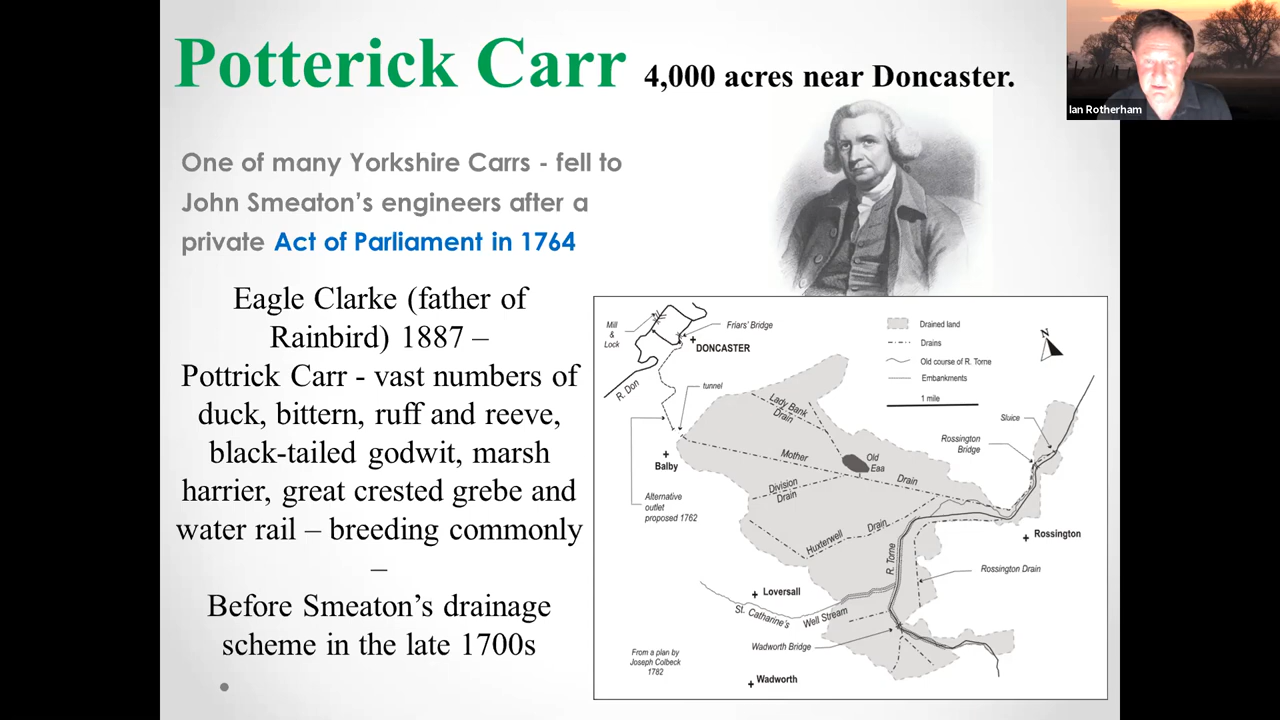 Potterick Carr 4,000 acres near Doncaster.
Ian Rotherham
One of many Yorkshire Carrs - fell to
John Smeaton's engineers after a
private Act of Parliament in 1764
Eagle Clarke (father of
Rainbird) 1887 –
Pottrick Carr - vast numbers of
duck, bittern, ruff and reeve,
black-tailed godwit, marsh
harrier, great crested grebe and
water rail – breeding commonly
–
Before Smeaton's drainage
scheme in the late 1700s
Mill
&
Lock
Friars' Bridge
DONCASTER
R. Don
tunnel
Drained land
Drains
Old course of R. Torne
Embankments
1 mile
N
Lady Bank
Drain
Sluice
Rossington
Bridge
Balby
Mother
Drain
Old
Eaa
Division
Drain
Alternative
outlet
proposed 1762
Huxterwell
Drain
Rossington
R. Torne
Rossington Drain
Loversall
St. Catharine's
Well Stream
Wadworth Bridge
From a plan by
Joseph Colbeck
1782
Wadworth